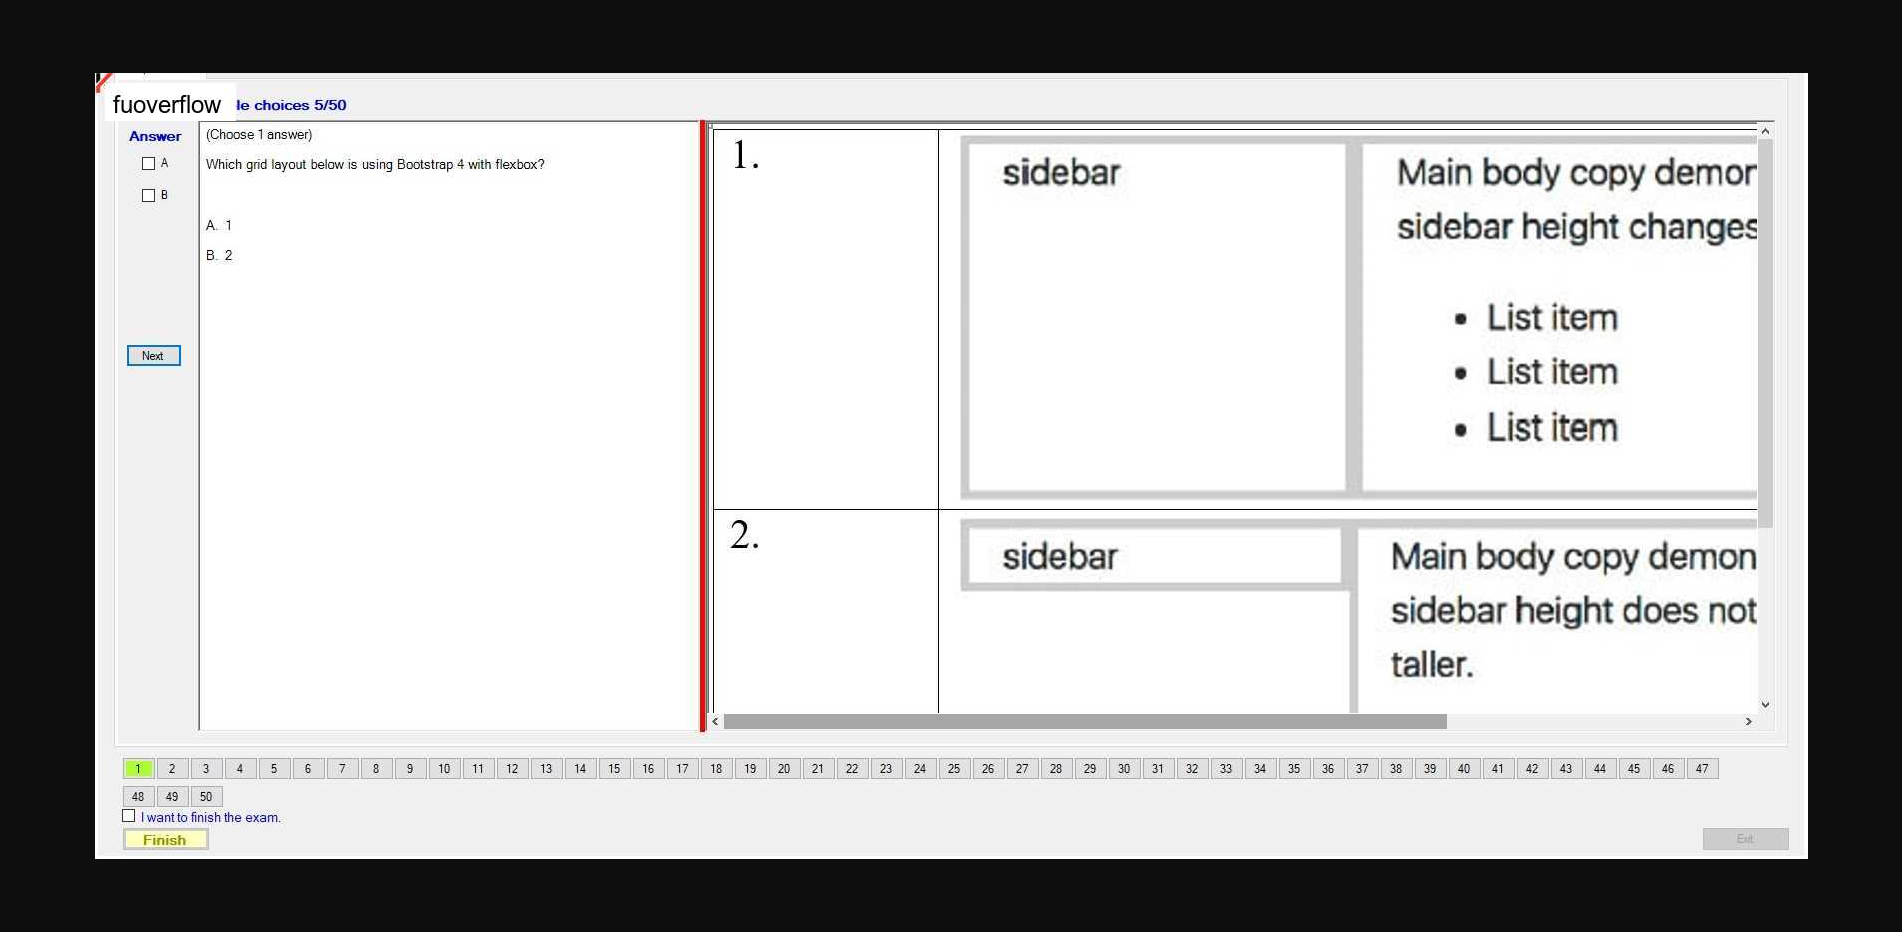 fuoverflow
le choices 5/50
Answer
A
B
Next
(Choose 1 answer)
Which grid layout below is using Bootstrap 4 with flexbox?
A. 1
B. 2
1.
sidebar
Main body copy demor
sidebar height changes
• List item
• List item
• List item
2.
sidebar
Main body copy demon
sidebar height does not
taller.
1 2 3 4 5 6 7 8 9 10 11 12 13 14 15 16 17 18 19 20 21 22 23 24 25 26 27 28 29 30 31 32 33 34 35 36 37 38 39 40 41 42 43 44 45 46 47
48 49 50
I want to finish the exam.
Finish
Exit